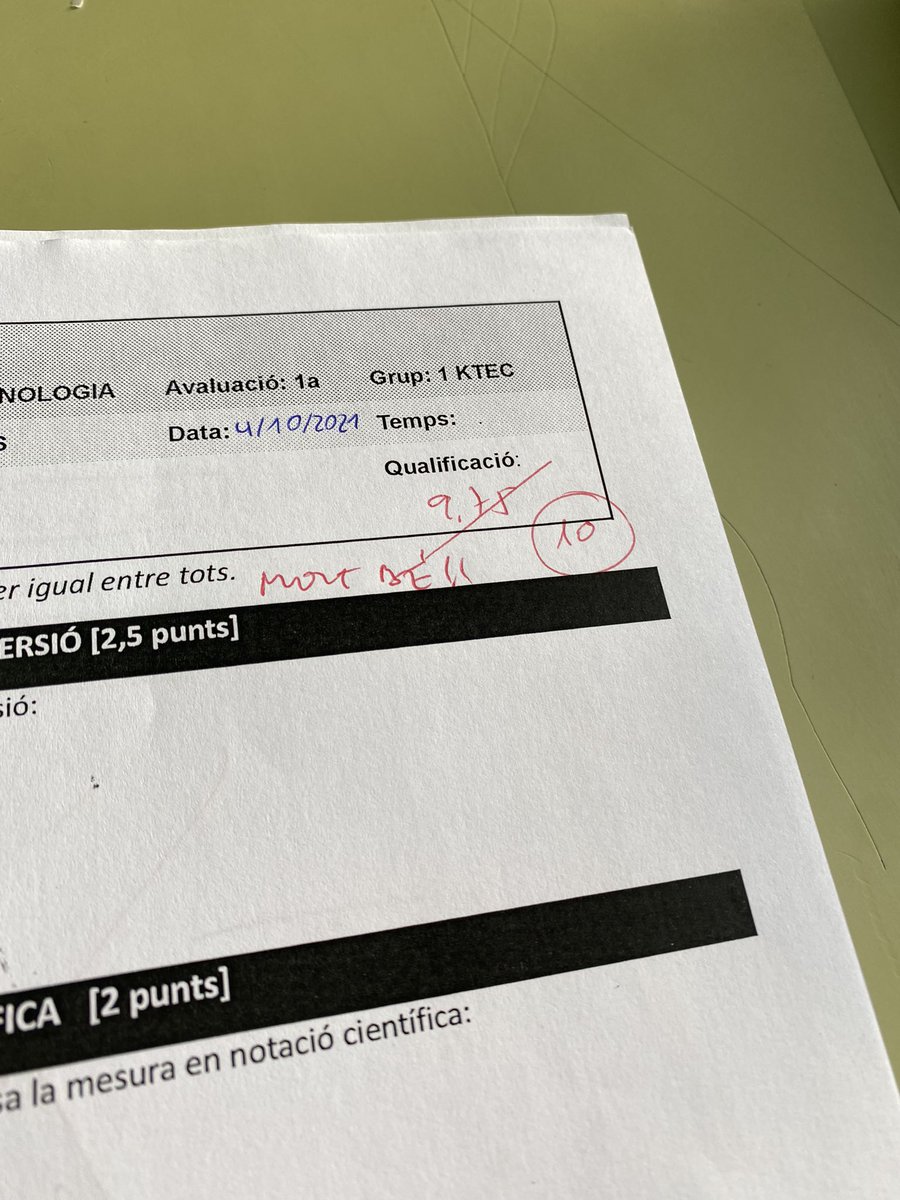 NOLOGIA Avaluació: 1a Grup: 1 KTEC
S Data: 4/10/2021 Temps:
Qualificació:
9,75
10
er igual entre tots. MOLT BÉ!!
ERSIÓ [2,5 punts]
sió:
FICA [2 punts]
sa la mesura en notació científica: